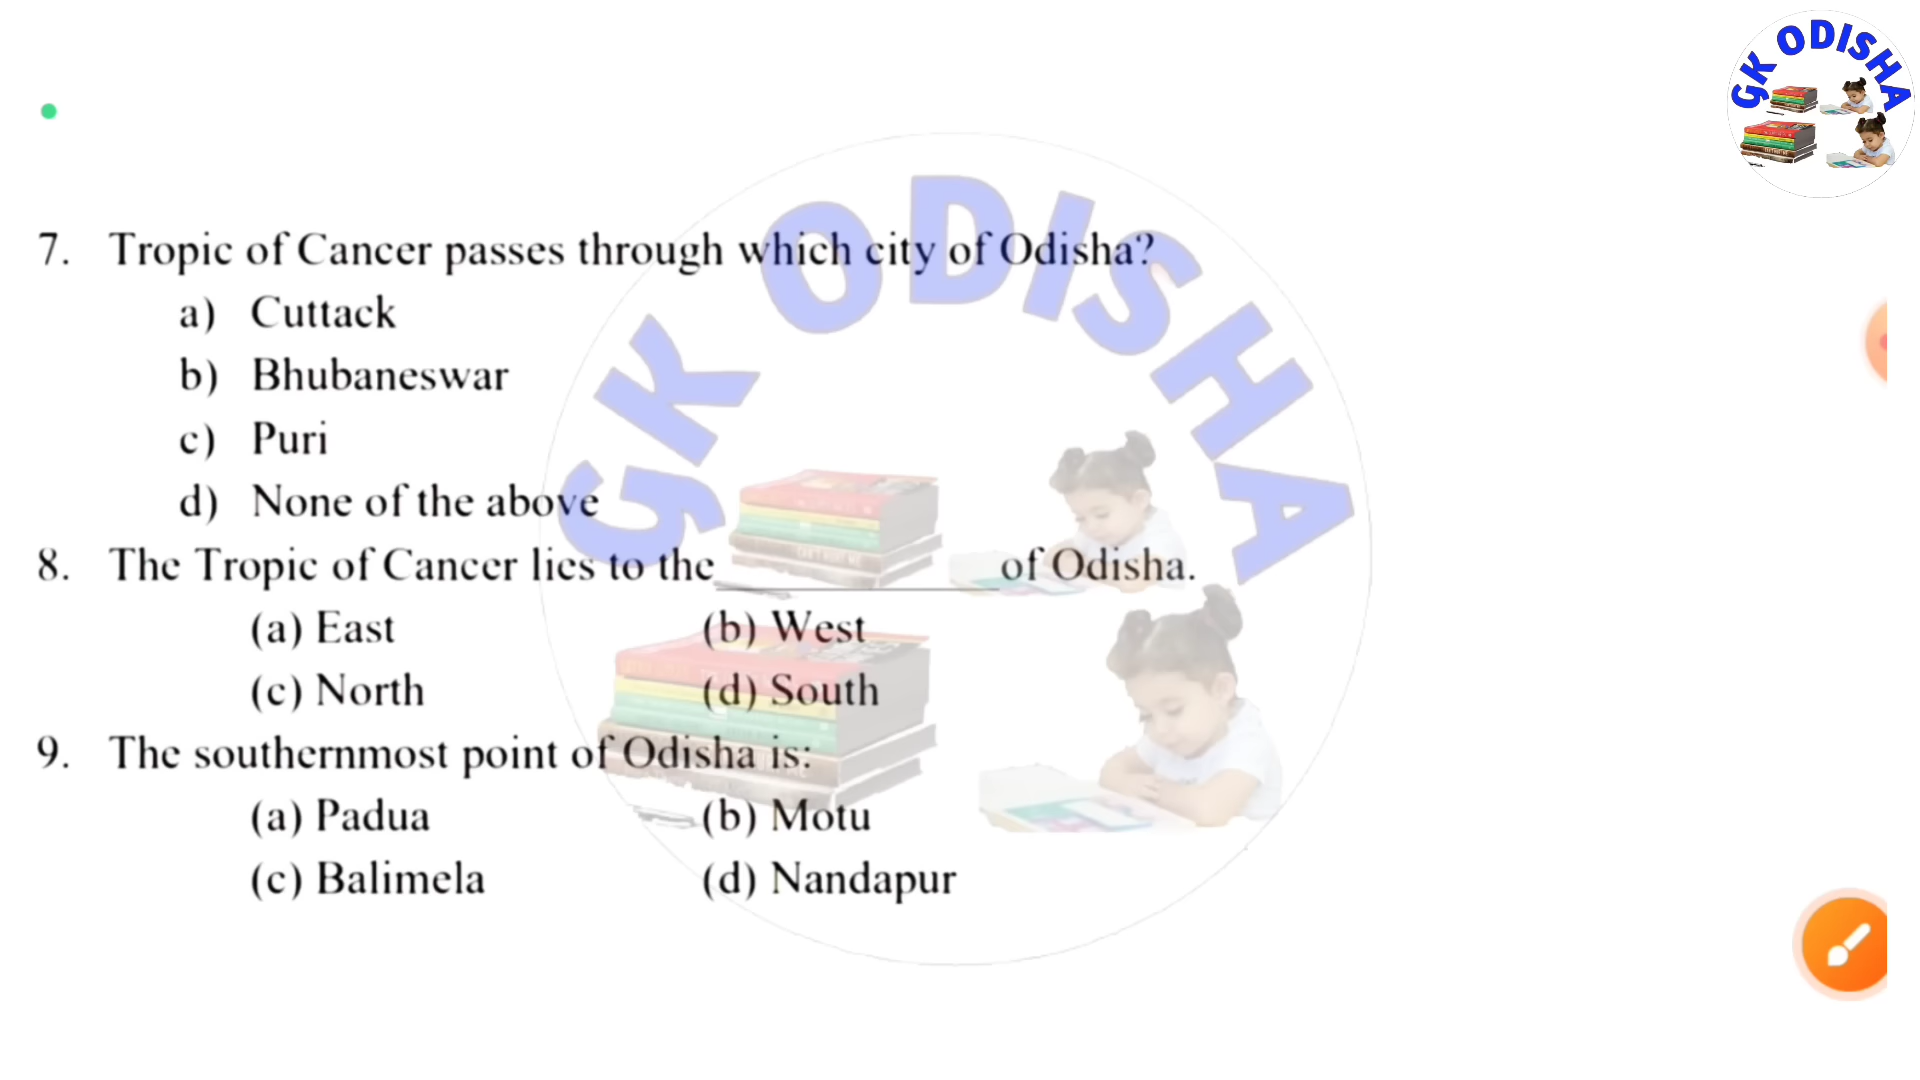 GK ODISHA
7. Tropic of Cancer passes through which city of Odisha?
a) Cuttack
b) Bhubaneswar
c) Puri
d) None of the above
8. The Tropic of Cancer lies to the ____________ of Odisha.
(a) East (b) West
(c) North (d) South
9. The southernmost point of Odisha is:
(a) Padua (b) Motu
(c) Balimela (d) Nandapur
GK ODISHA